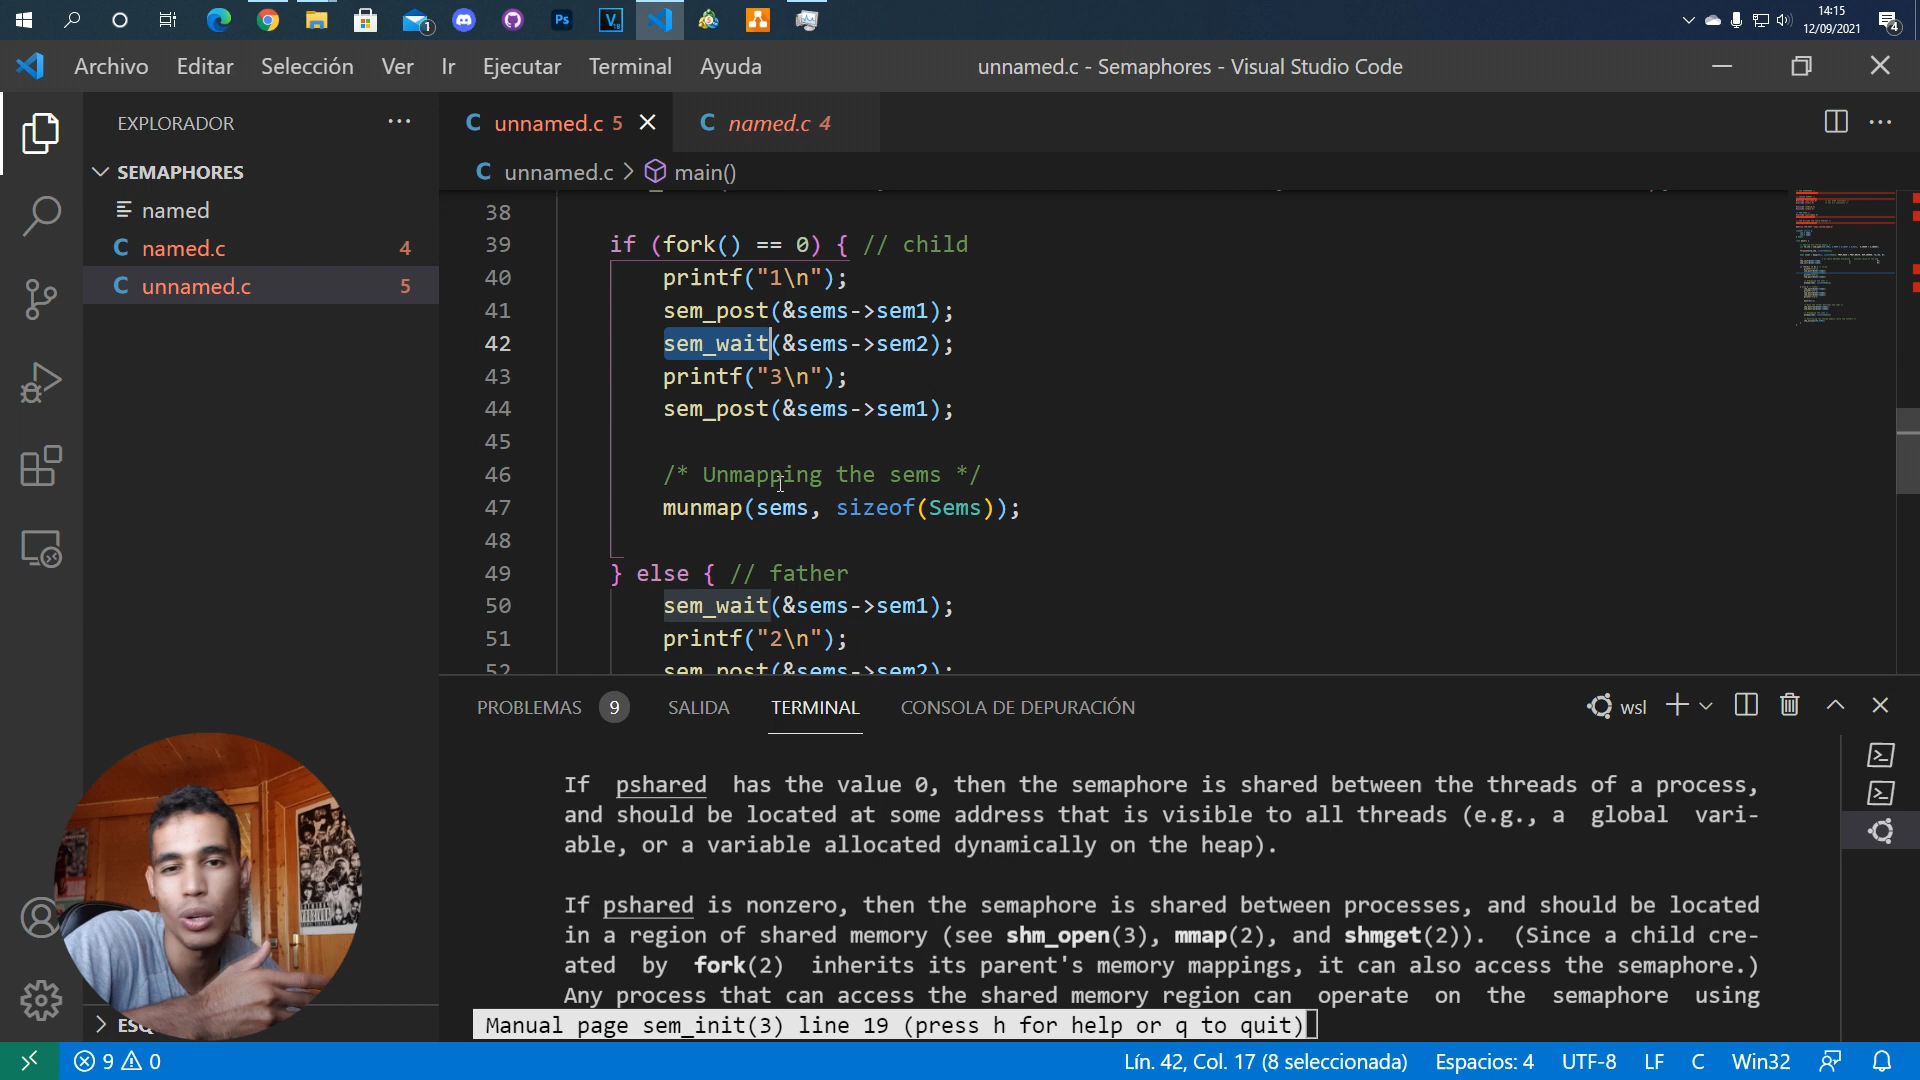 1
Ps
14:15
12/09/2021
4
Archivo Editar Selección Ver Ir Ejecutar Terminal Ayuda
unnamed.c - Semaphores - Visual Studio Code
EXPLORADOR
SEMAPHORES
named
C named.c 4
C unnamed.c 5
C unnamed.c 5
C named.c 4
C unnamed.c > main()
38
39 if (fork() == 0) { // child
40 printf("1\n");
41 sem_post(&sems->sem1);
42 sem_wait(&sems->sem2);
43 printf("3\n");
44 sem_post(&sems->sem1);
45
46 /* Unmapping the sems */
47 munmap(sems, sizeof(Sems));
48
49 } else { // father
50 sem_wait(&sems->sem1);
51 printf("2\n");
52 sem_post(&sems->sem2);
PROBLEMAS 9 SALIDA TERMINAL CONSOLA DE DEPURACIÓN
wsl
If pshared has the value 0, then the semaphore is shared between the threads of a process,
and should be located at some address that is visible to all threads (e.g., a global vari-
able, or a variable allocated dynamically on the heap).
If pshared is nonzero, then the semaphore is shared between processes, and should be located
in a region of shared memory (see shm_open(3), mmap(2), and shmget(2)). (Since a child cre-
ated by fork(2) inherits its parent's memory mappings, it can also access the semaphore.)
Any process that can access the shared memory region can operate on the semaphore using
Manual page sem_init(3) line 19 (press h for help or q to quit)
> ESQ
9 0
Lín. 42, Col. 17 (8 seleccionada) Espacios: 4 UTF-8 LF C Win32